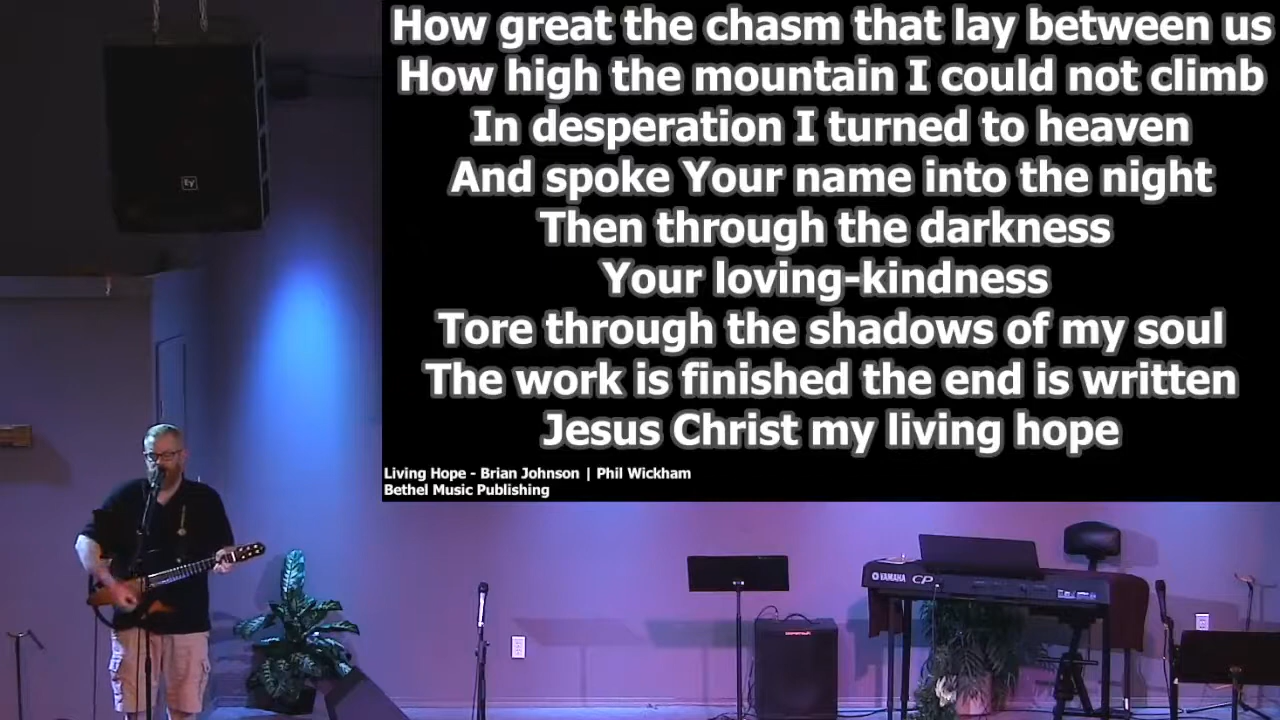 How great the chasm that lay between us
How high the mountain I could not climb
In desperation I turned to heaven
And spoke Your name into the night
Then through the darkness
Your loving-kindness
Tore through the shadows of my soul
The work is finished the end is written
Jesus Christ my living hope
Living Hope - Brian Johnson | Phil Wickham
Bethel Music Publishing
EV
YAMAHA CP